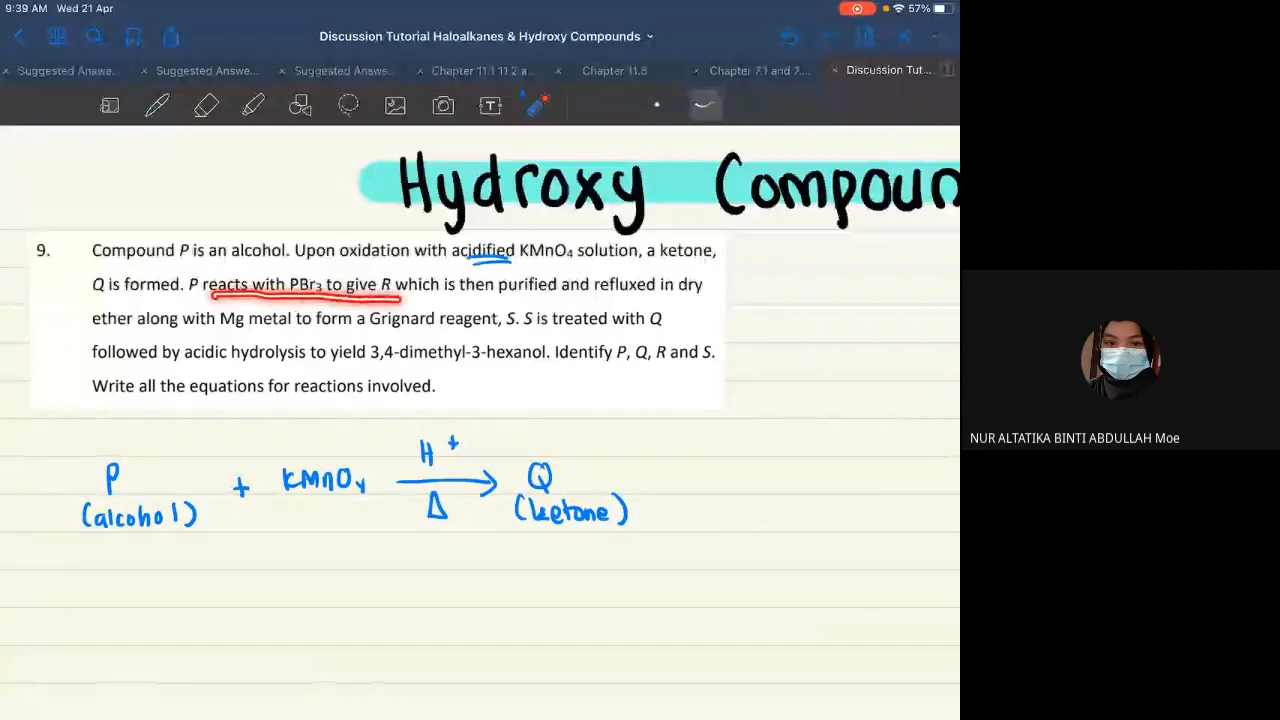 9:39 AM Wed 21 Apr
57%
Discussion Tutorial Haloalkanes & Hydroxy Compounds
Suggested Answe...
Suggested Answe...
Suggested Answe...
Chapter 11.1 11.2 a...
Chapter 11.5
Chapter 7.1 and 7....
Discussion Tut...
Hydroxy Compoun
9. Compound P is an alcohol. Upon oxidation with acidified KMnO₄ solution, a ketone,
Q is formed. P reacts with PBr₃ to give R which is then purified and refluxed in dry
ether along with Mg metal to form a Grignard reagent, S. S is treated with Q
followed by acidic hydrolysis to yield 3,4-dimethyl-3-hexanol. Identify P, Q, R and S.
Write all the equations for reactions involved.
H⁺
P + KMnO₄ → Q
(alcohol) Δ (ketone)
NUR ALTATIKA BINTI ABDULLAH Moe